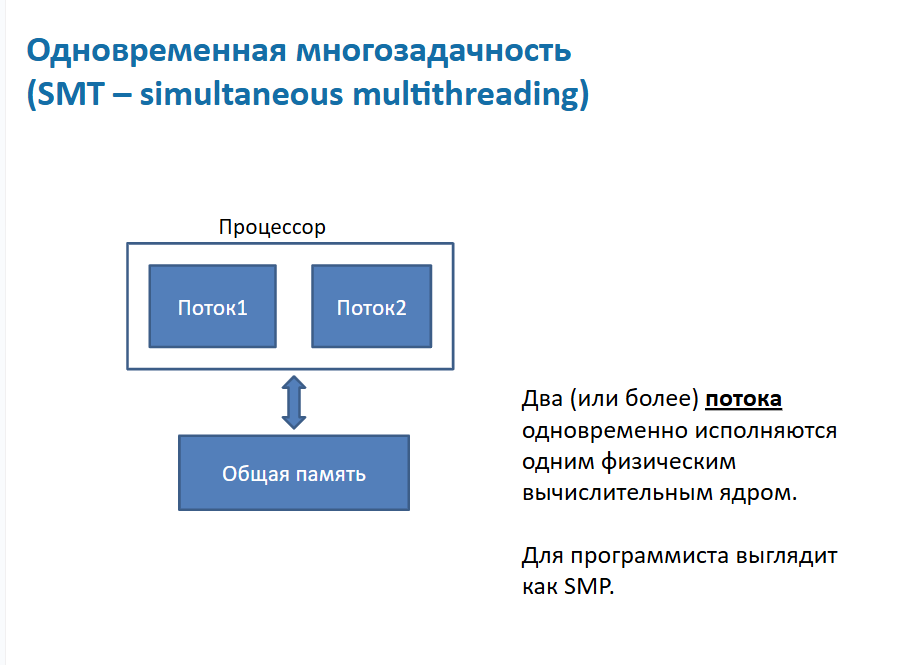 Одновременная многозадачность
(SMT – simultaneous multithreading)
Процессор
Поток1
Поток2
Общая память
Два (или более) потока
одновременно исполняются
одним физическим
вычислительным ядром.
Для программиста выглядит
как SMP.